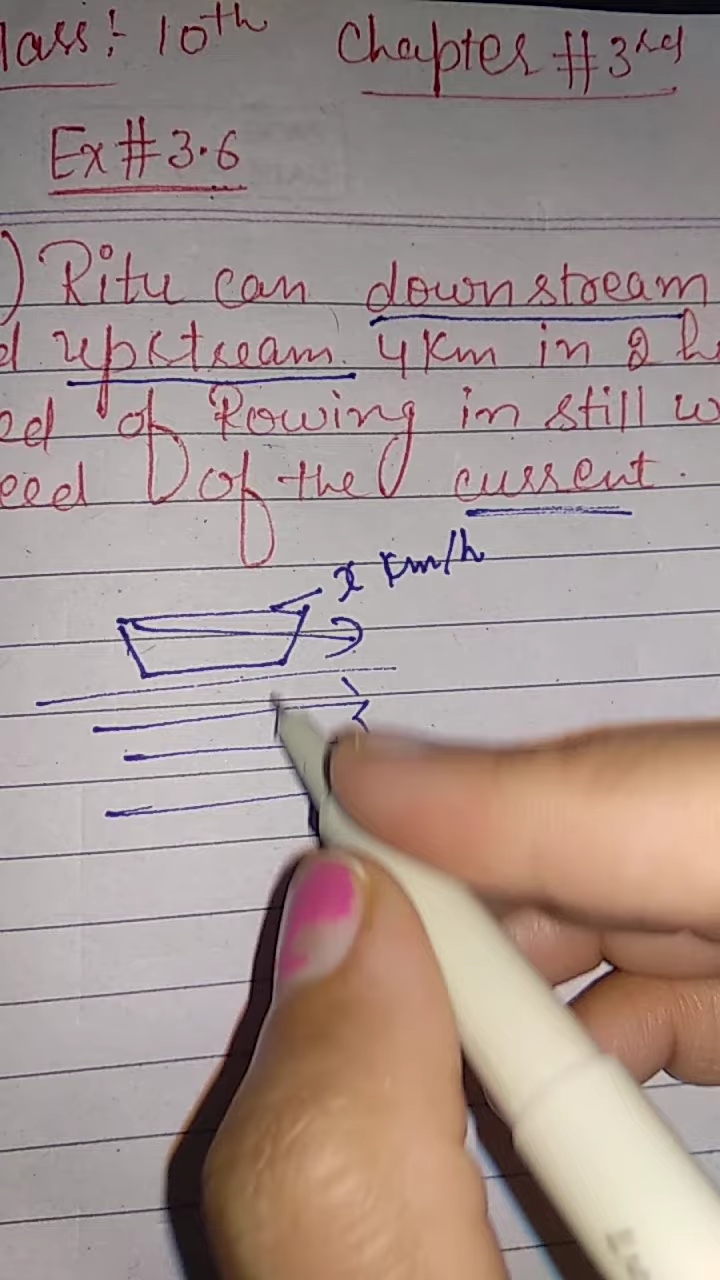 lass:- 10th Chapter # 3rd
Ex # 3.6
) Ritu can downstream
d upstream 4 Km in 2 h
ed of Rowing in still w
eed of the current.
x Km/h